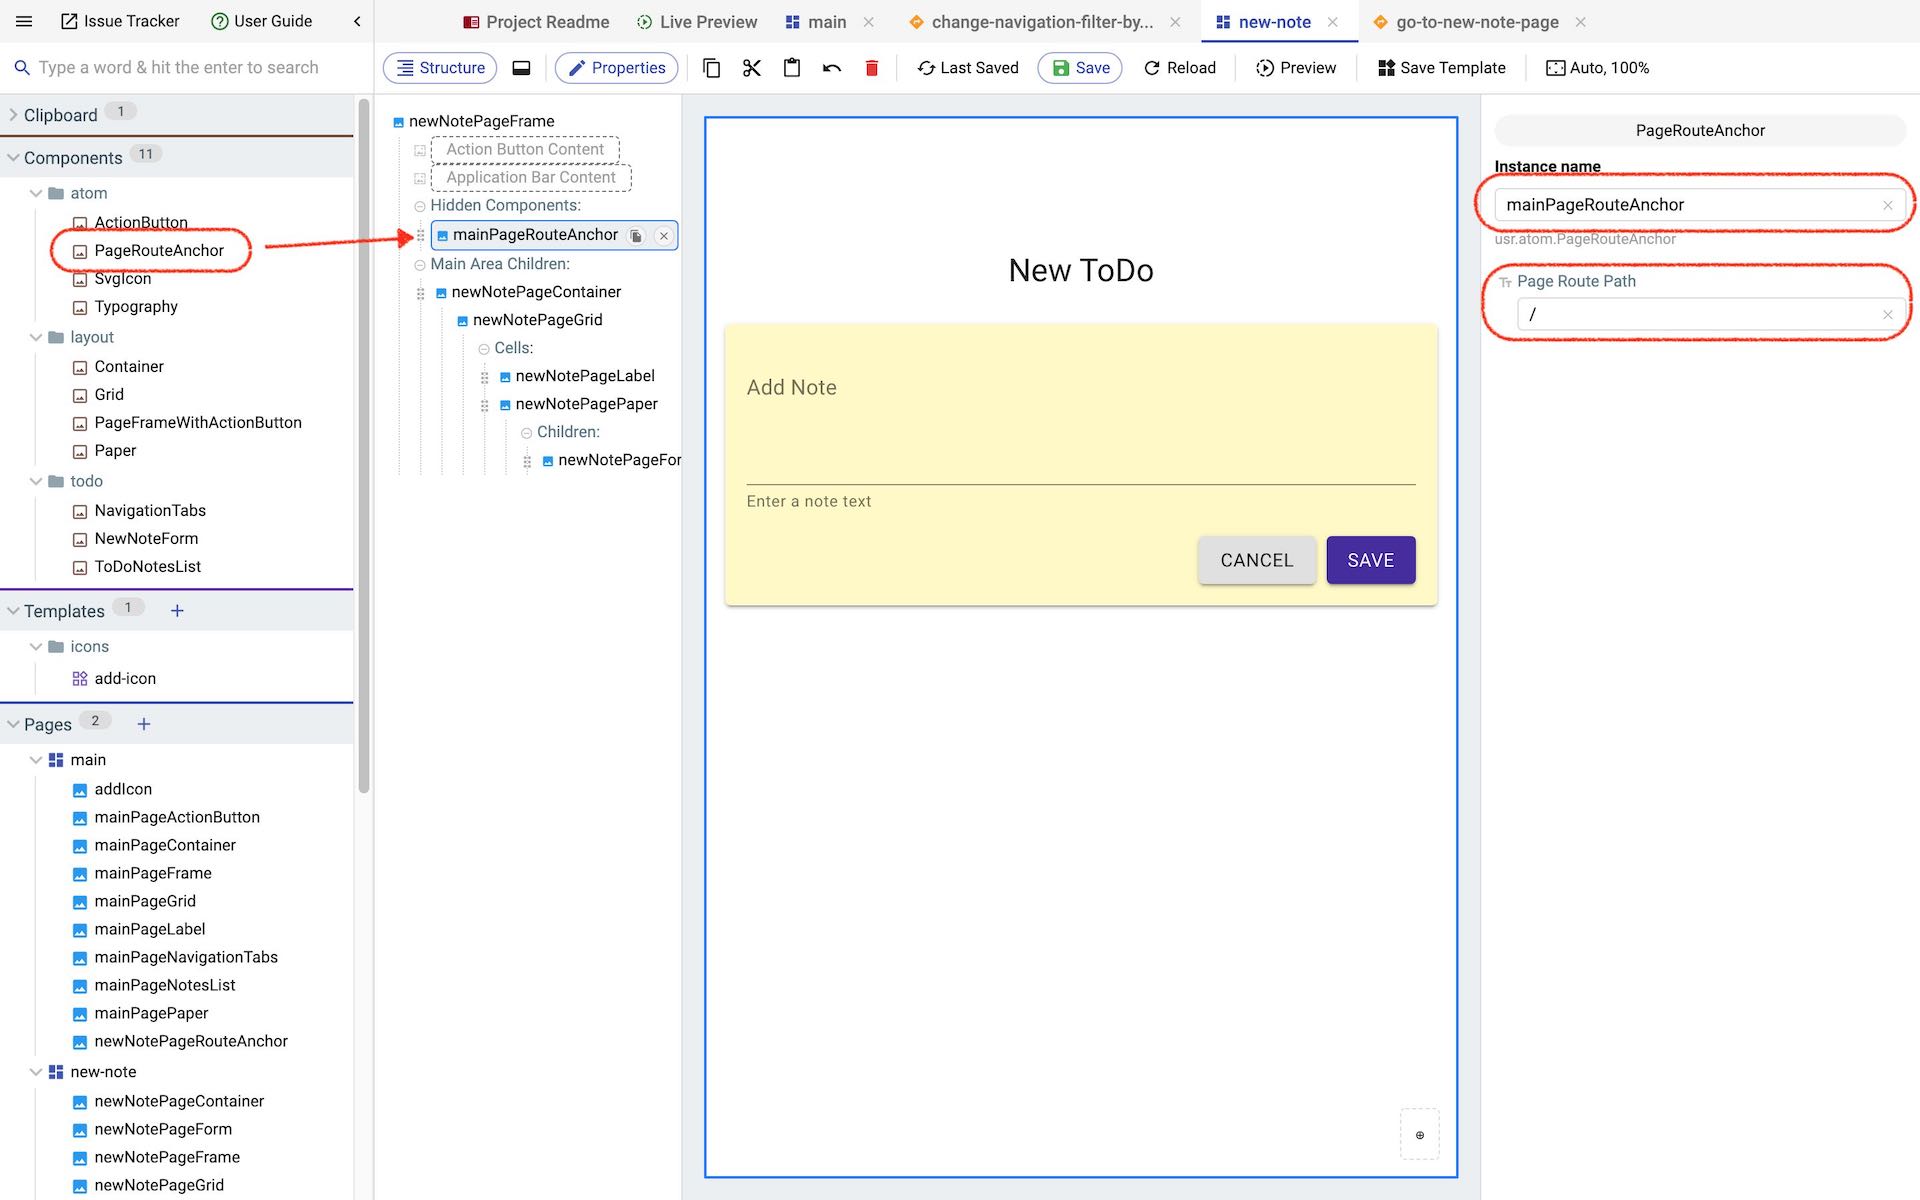 Issue Tracker
User Guide
Project Readme
Live Preview
main
change-navigation-filter-by...
new-note
go-to-new-note-page
Type a word & hit the enter to search
Structure
Properties
Last Saved
Save
Reload
Preview
Save Template
Auto, 100%
Clipboard 1
Components 11
atom
ActionButton
PageRouteAnchor
SvgIcon
Typography
layout
Container
Grid
PageFrameWithActionButton
Paper
todo
NavigationTabs
NewNoteForm
ToDoNotesList
Templates 1 +
icons
add-icon
Pages 2 +
main
addIcon
mainPageActionButton
mainPageContainer
mainPageFrame
mainPageGrid
mainPageLabel
mainPageNavigationTabs
mainPageNotesList
mainPagePaper
newNotePageRouteAnchor
new-note
newNotePageContainer
newNotePageForm
newNotePageFrame
newNotePageGrid
newNotePageFrame
Action Button Content
Application Bar Content
Hidden Components:
mainPageRouteAnchor
Main Area Children:
newNotePageContainer
newNotePageGrid
Cells:
newNotePageLabel
newNotePagePaper
Children:
newNotePageFor
New ToDo
Add Note
Enter a note text
CANCEL
SAVE
PageRouteAnchor
Instance name
mainPageRouteAnchor
usr.atom.PageRouteAnchor
Tт Page Route Path
/